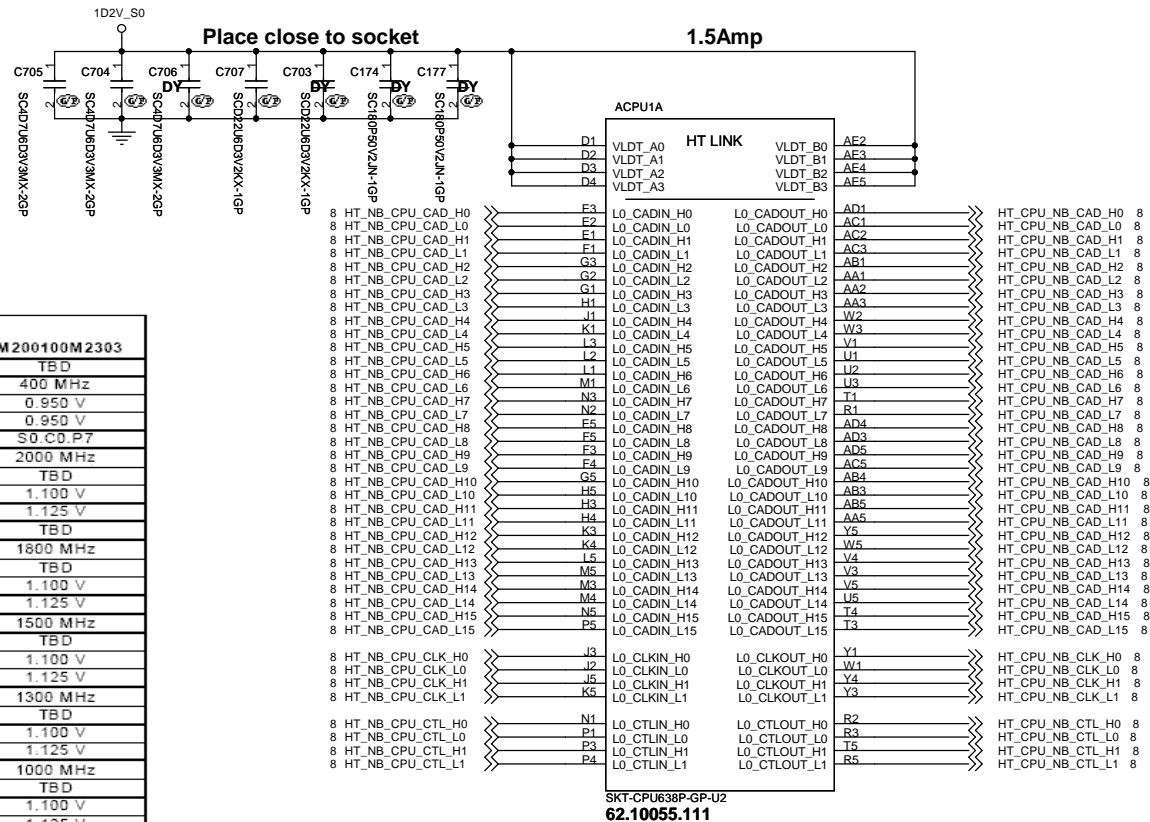 1D2V_S0
Place close to socket
1.5Amp
C705
C704
C706
C707
C703
C174
C177
DY
DY
DY
DY
1
1
1
1
1
1
1
2
2
2
2
2
2
2
SC4D7U6D3V3MX-2GP
SC4D7U6D3V3MX-2GP
SC4D7U6D3V3MX-2GP
SCD22U6D3V2KX-1GP
SCD22U6D3V2KX-1GP
SC180P50V2JN-1GP
SC180P50V2JN-1GP
ACPU1A
HT LINK
D1 VLDT_A0 VLDT_B0 AE2
D2 VLDT_A1 VLDT_B1 AE3
D3 VLDT_A2 VLDT_B2 AE4
D4 VLDT_A3 VLDT_B3 AE5
8 HT_NB_CPU_CAD_H0 E3 L0_CADIN_H0 L0_CADOUT_H0 AD1 HT_CPU_NB_CAD_H0 8
8 HT_NB_CPU_CAD_L0 E2 L0_CADIN_L0 L0_CADOUT_L0 AC1 HT_CPU_NB_CAD_L0 8
8 HT_NB_CPU_CAD_H1 E1 L0_CADIN_H1 L0_CADOUT_H1 AC2 HT_CPU_NB_CAD_H1 8
8 HT_NB_CPU_CAD_L1 F1 L0_CADIN_L1 L0_CADOUT_L1 AC3 HT_CPU_NB_CAD_L1 8
8 HT_NB_CPU_CAD_H2 G3 L0_CADIN_H2 L0_CADOUT_H2 AB1 HT_CPU_NB_CAD_H2 8
8 HT_NB_CPU_CAD_L2 G2 L0_CADIN_L2 L0_CADOUT_L2 AA1 HT_CPU_NB_CAD_L2 8
8 HT_NB_CPU_CAD_H3 G1 L0_CADIN_H3 L0_CADOUT_H3 AA2 HT_CPU_NB_CAD_H3 8
8 HT_NB_CPU_CAD_L3 H1 L0_CADIN_L3 L0_CADOUT_L3 AA3 HT_CPU_NB_CAD_L3 8
8 HT_NB_CPU_CAD_H4 J1 L0_CADIN_H4 L0_CADOUT_H4 W2 HT_CPU_NB_CAD_H4 8
8 HT_NB_CPU_CAD_L4 K1 L0_CADIN_L4 L0_CADOUT_L4 W3 HT_CPU_NB_CAD_L4 8
8 HT_NB_CPU_CAD_H5 L3 L0_CADIN_H5 L0_CADOUT_H5 V1 HT_CPU_NB_CAD_H5 8
8 HT_NB_CPU_CAD_L5 L2 L0_CADIN_L5 L0_CADOUT_L5 U1 HT_CPU_NB_CAD_L5 8
8 HT_NB_CPU_CAD_H6 L1 L0_CADIN_H6 L0_CADOUT_H6 U2 HT_CPU_NB_CAD_H6 8
8 HT_NB_CPU_CAD_L6 M1 L0_CADIN_L6 L0_CADOUT_L6 U3 HT_CPU_NB_CAD_L6 8
8 HT_NB_CPU_CAD_H7 N3 L0_CADIN_H7 L0_CADOUT_H7 T1 HT_CPU_NB_CAD_H7 8
8 HT_NB_CPU_CAD_L7 N2 L0_CADIN_L7 L0_CADOUT_L7 R1 HT_CPU_NB_CAD_L7 8
8 HT_NB_CPU_CAD_H8 E5 L0_CADIN_H8 L0_CADOUT_H8 AD4 HT_CPU_NB_CAD_H8 8
8 HT_NB_CPU_CAD_L8 F5 L0_CADIN_L8 L0_CADOUT_L8 AD3 HT_CPU_NB_CAD_L8 8
8 HT_NB_CPU_CAD_H9 F3 L0_CADIN_H9 L0_CADOUT_H9 AD5 HT_CPU_NB_CAD_H9 8
8 HT_NB_CPU_CAD_L9 F4 L0_CADIN_L9 L0_CADOUT_L9 AC5 HT_CPU_NB_CAD_L9 8
8 HT_NB_CPU_CAD_H10 G5 L0_CADIN_H10 L0_CADOUT_H10 AB4 HT_CPU_NB_CAD_H10 8
8 HT_NB_CPU_CAD_L10 H5 L0_CADIN_L10 L0_CADOUT_L10 AB3 HT_CPU_NB_CAD_L10 8
8 HT_NB_CPU_CAD_H11 H3 L0_CADIN_H11 L0_CADOUT_H11 AB5 HT_CPU_NB_CAD_H11 8
8 HT_NB_CPU_CAD_L11 H4 L0_CADIN_L11 L0_CADOUT_L11 AA5 HT_CPU_NB_CAD_L11 8
8 HT_NB_CPU_CAD_H12 K3 L0_CADIN_H12 L0_CADOUT_H12 Y5 HT_CPU_NB_CAD_H12 8
8 HT_NB_CPU_CAD_L12 K4 L0_CADIN_L12 L0_CADOUT_L12 W5 HT_CPU_NB_CAD_L12 8
8 HT_NB_CPU_CAD_H13 L5 L0_CADIN_H13 L0_CADOUT_H13 V4 HT_CPU_NB_CAD_H13 8
8 HT_NB_CPU_CAD_L13 M5 L0_CADIN_L13 L0_CADOUT_L13 V3 HT_CPU_NB_CAD_L13 8
8 HT_NB_CPU_CAD_H14 M3 L0_CADIN_H14 L0_CADOUT_H14 V5 HT_CPU_NB_CAD_H14 8
8 HT_NB_CPU_CAD_L14 M4 L0_CADIN_L14 L0_CADOUT_L14 U5 HT_CPU_NB_CAD_L14 8
8 HT_NB_CPU_CAD_H15 N5 L0_CADIN_H15 L0_CADOUT_H15 T4 HT_CPU_NB_CAD_H15 8
8 HT_NB_CPU_CAD_L15 P5 L0_CADIN_L15 L0_CADOUT_L15 T3 HT_CPU_NB_CAD_L15 8
8 HT_NB_CPU_CLK_H0 J3 L0_CLKIN_H0 L0_CLKOUT_H0 Y1 HT_CPU_NB_CLK_H0 8
8 HT_NB_CPU_CLK_L0 J2 L0_CLKIN_L0 L0_CLKOUT_L0 W1 HT_CPU_NB_CLK_L0 8
8 HT_NB_CPU_CLK_H1 J5 L0_CLKIN_H1 L0_CLKOUT_H1 Y4 HT_CPU_NB_CLK_H1 8
8 HT_NB_CPU_CLK_L1 K5 L0_CLKIN_L1 L0_CLKOUT_L1 Y3 HT_CPU_NB_CLK_L1 8
8 HT_NB_CPU_CTL_H0 N1 L0_CTLIN_H0 L0_CTLOUT_H0 R2 HT_CPU_NB_CTL_H0 8
8 HT_NB_CPU_CTL_L0 P1 L0_CTLIN_L0 L0_CTLOUT_L0 R3 HT_CPU_NB_CTL_L0 8
8 HT_NB_CPU_CTL_H1 P3 L0_CTLIN_H1 L0_CTLOUT_H1 T5 HT_CPU_NB_CTL_H1 8
8 HT_NB_CPU_CTL_L1 P4 L0_CTLIN_L1 L0_CTLOUT_L1 R5 HT_CPU_NB_CTL_L1 8
SKT-CPU638P-GP-U2
62.10055.111
M200100M2303
TBD
400 MHz
0.950 V
0.950 V
S0.C0.P7
2000 MHz
TBD
1.100 V
1.125 V
TBD
1800 MHz
TBD
1.100 V
1.125 V
1500 MHz
TBD
1.100 V
1.125 V
1300 MHz
TBD
1.100 V
1.125 V
1000 MHz
TBD
1.100 V